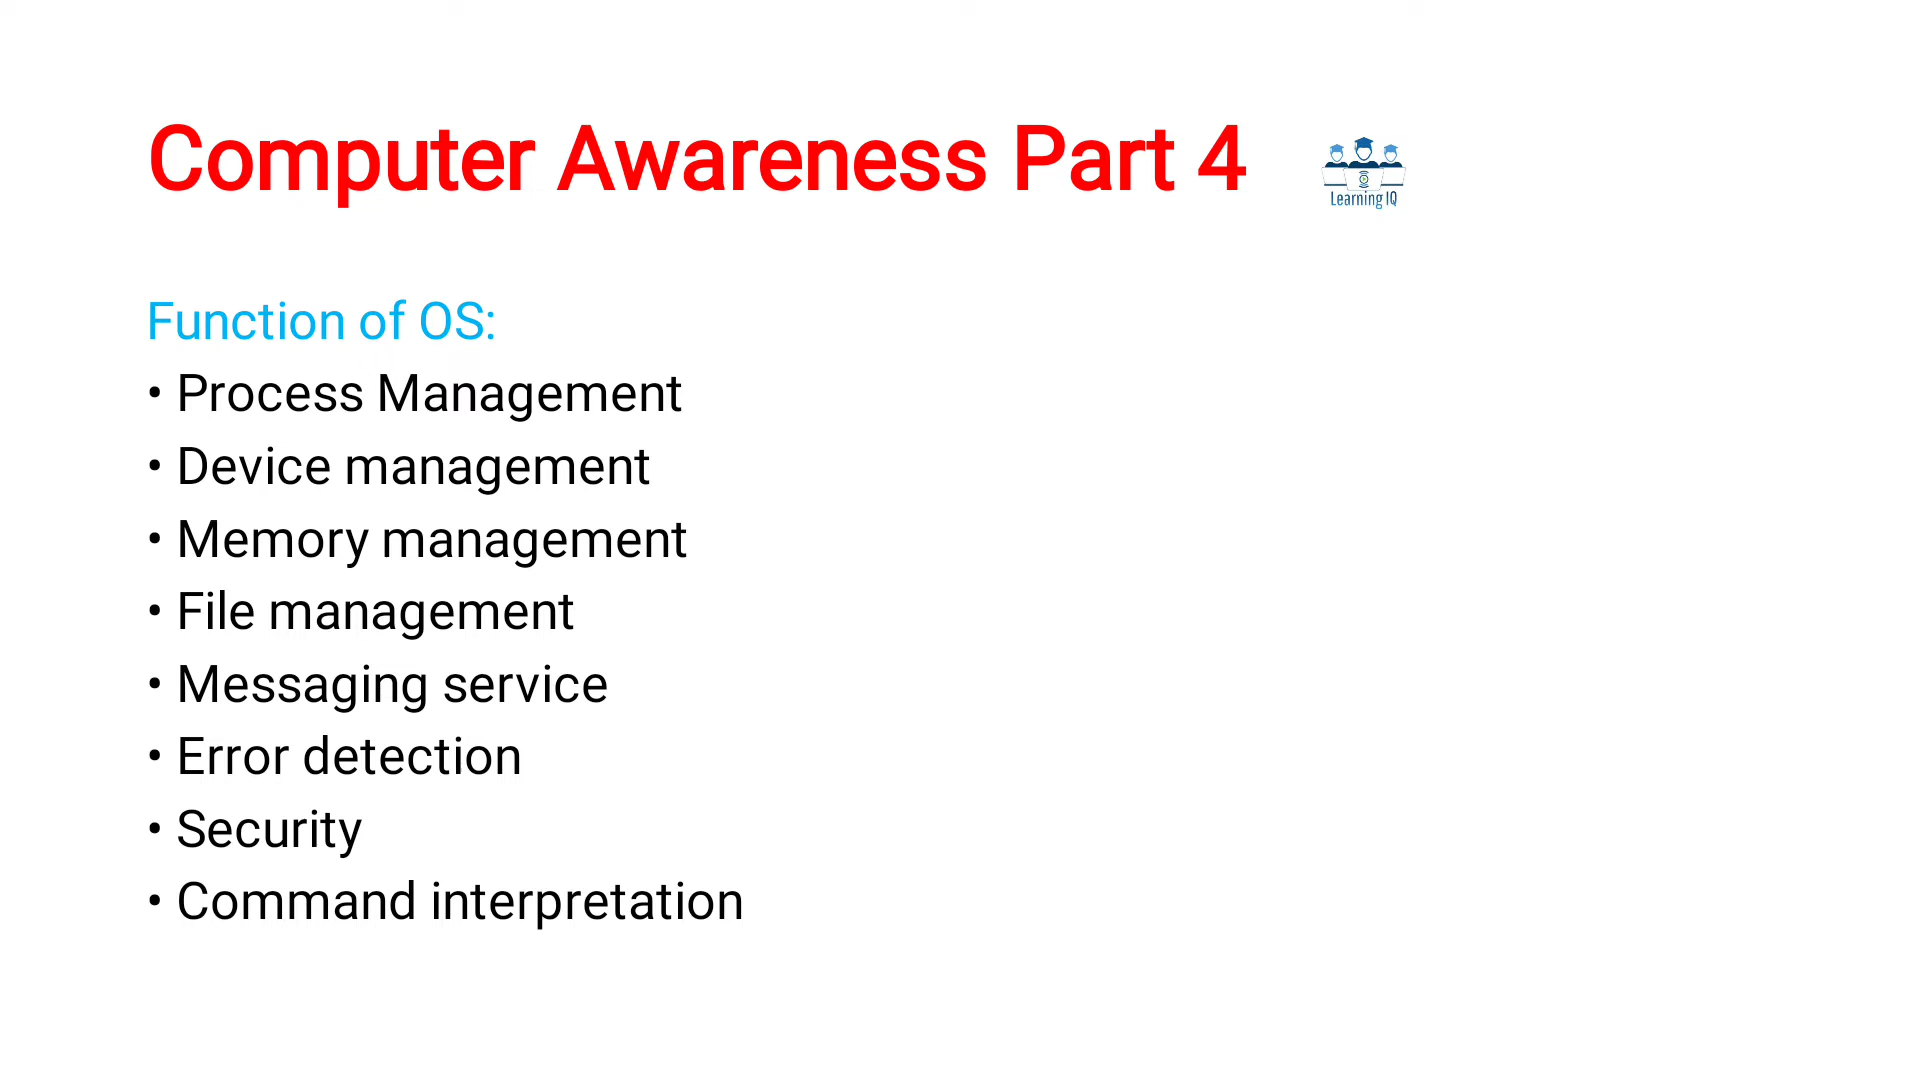 Computer Awareness Part 4
Learning IQ
Function of OS:
• Process Management
• Device management
• Memory management
• File management
• Messaging service
• Error detection
• Security
• Command interpretation